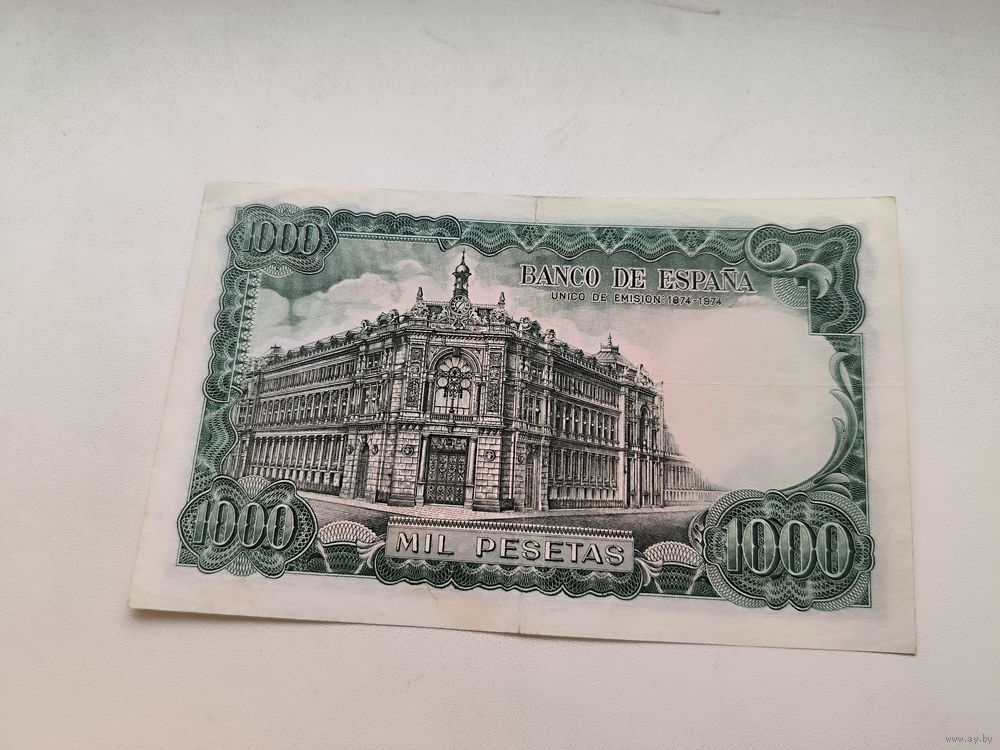 1000
BANCO DE ESPAÑA
UNICO DE EMISION: 1874-1974
1000
MIL PESETAS
1000
www.ay.by